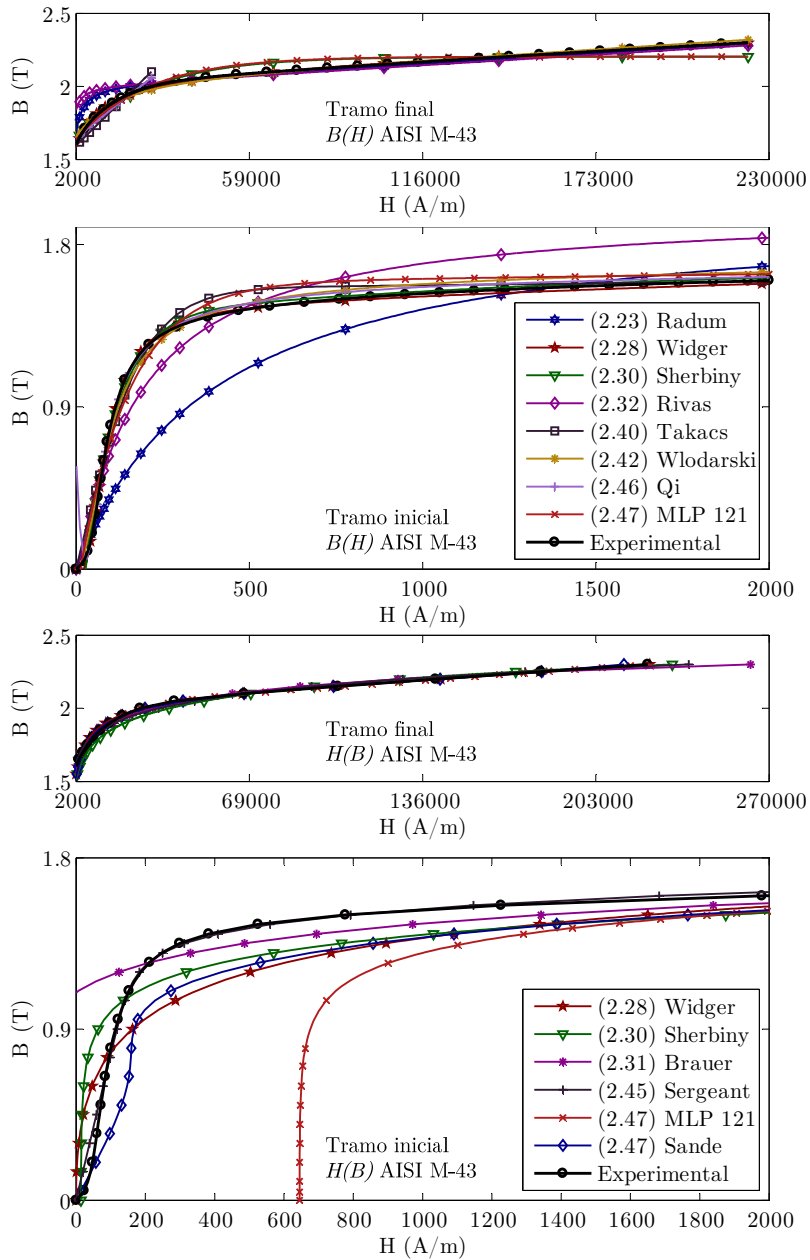 2.5
2
1.5
B (T)
Tramo final
B(H) AISI M-43
2000 59000 116000 173000 230000
H (A/m)
1.8
0.9
0
B (T)
(2.23) Radum
(2.28) Widger
(2.30) Sherbiny
(2.32) Rivas
(2.40) Takacs
(2.42) Wlodarski
(2.46) Qi
(2.47) MLP 121
Experimental
Tramo inicial
B(H) AISI M-43
0 500 1000 1500 2000
H (A/m)
2.5
2
1.5
B (T)
Tramo final
H(B) AISI M-43
2000 69000 136000 203000 270000
H (A/m)
1.8
0.9
0
B (T)
(2.28) Widger
(2.30) Sherbiny
(2.31) Brauer
(2.45) Sergeant
(2.47) MLP 121
(2.47) Sande
Experimental
Tramo inicial
H(B) AISI M-43
0 200 400 600 800 1000 1200 1400 1600 1800 2000
H (A/m)